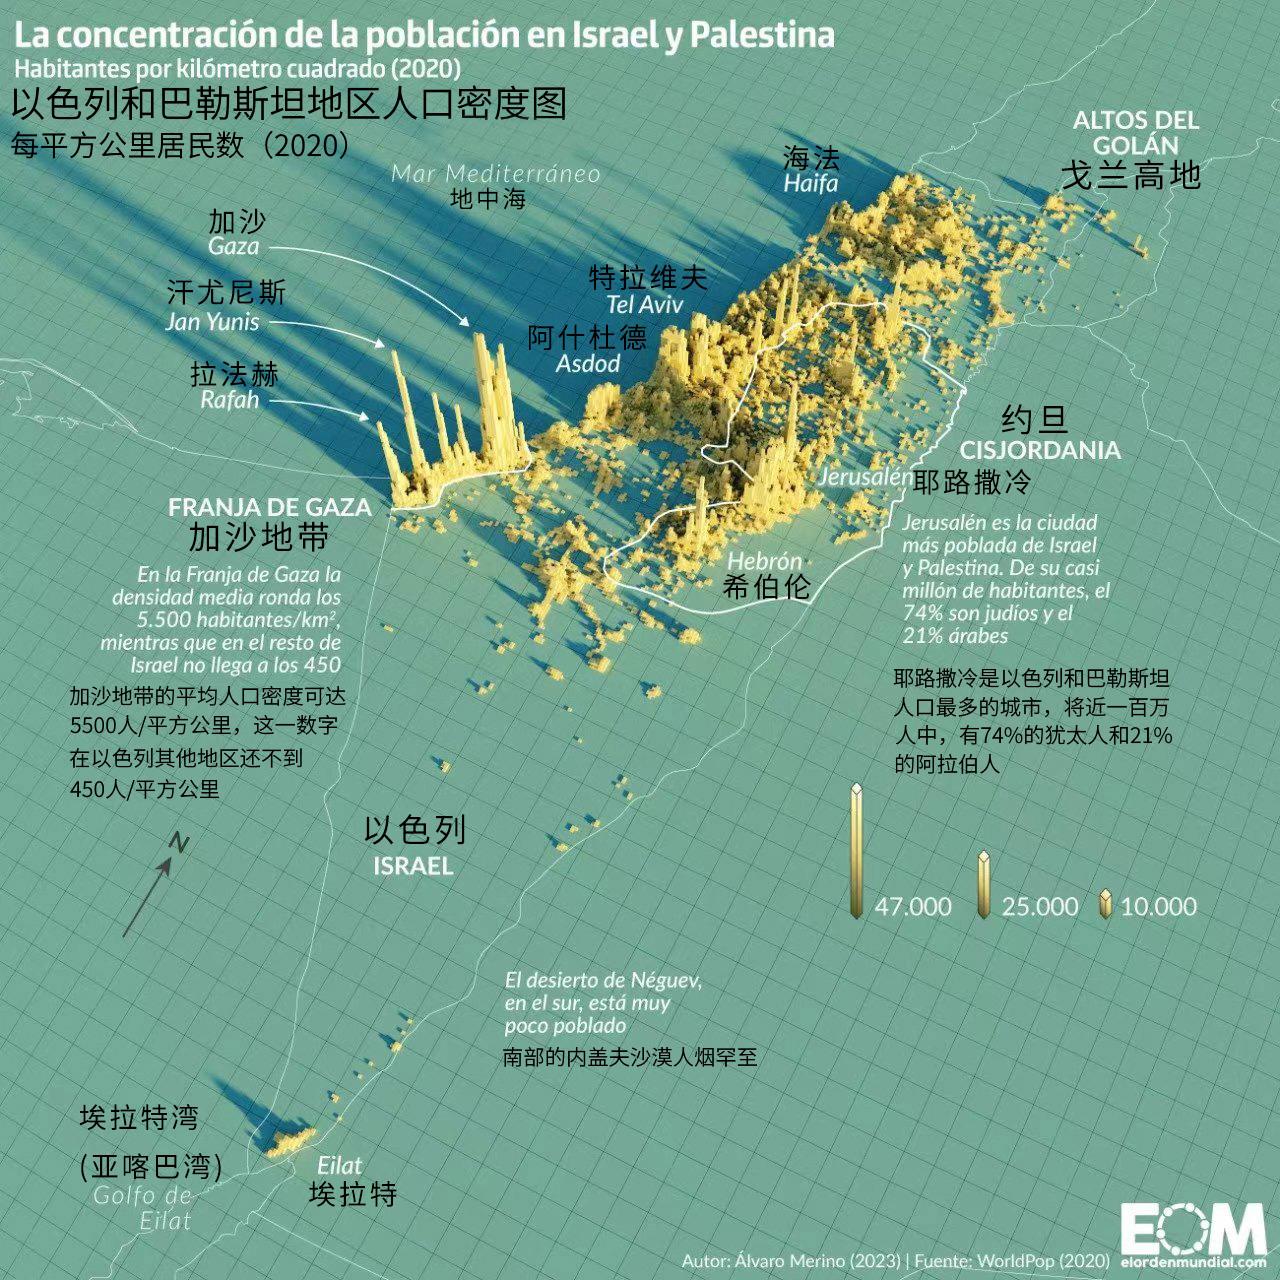 La concentración de la población en Israel y Palestina
Habitantes por kilómetro cuadrado (2020)
以色列和巴勒斯坦地区人口密度图
每平方公里居民数（2020）
Mar Mediterráneo
地中海
海法
Haifa
ALTOS DEL
GOLÁN
戈兰高地
加沙
Gaza
汗尤尼斯
Jan Yunis
拉法赫
Rafah
特拉维夫
Tel Aviv
阿什杜德
Asdod
约旦
CISJORDANIA
Jerusalén
耶路撒冷
FRANJA DE GAZA
加沙地带
En la Franja de Gaza la
densidad media ronda los
5.500 habitantes/km²,
mientras que en el resto de
Israel no llega a los 450
加沙地带的平均人口密度可达
5500人/平方公里，这一数字
在以色列其他地区还不到
450人/平方公里
Hebrón
希伯伦
Jerusalén es la ciudad
más poblada de Israel
y Palestina. De su casi
millón de habitantes, el
74% son judíos y el
21% árabes
耶路撒冷是以色列和巴勒斯坦
人口最多的城市，将近一百万
人中，有74%的犹太人和21%
的阿拉伯人
N
以色列
ISRAEL
47.000
25.000
10.000
El desierto de Néguev,
en el sur, está muy
poco poblado
南部的内盖夫沙漠人烟罕至
埃拉特湾
(亚喀巴湾)
Golfo de
Eilat
Eilat
埃拉特
Autor: Álvaro Merino (2023) | Fuente: WorldPop (2020)
EOM
elordenmundial.com